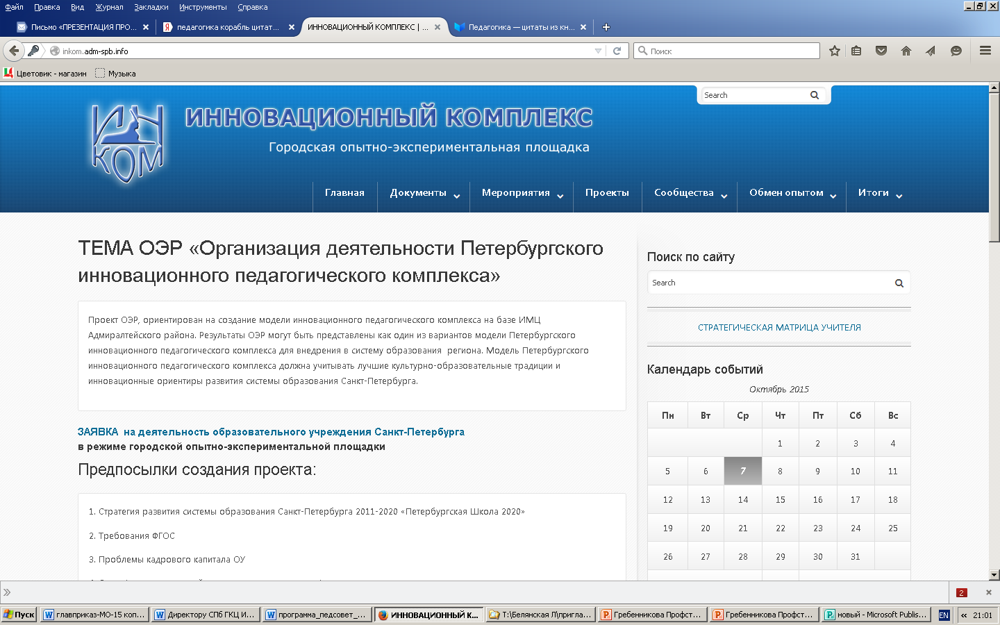 Файл Правка Вид Журнал Закладки Инструменты Справка
Письмо «ПРЕЗЕНТАЦИЯ ПРО... педагогика корабль цитат... ИННОВАЦИОННЫЙ КОМПЛЕКС | ... Педагогика — цитаты из кн...
inkom.adm-spb.info Поиск
Цветовик - магазин Музыка
Search
ИНКОМ
ИННОВАЦИОННЫЙ КОМПЛЕКС
Городская опытно-экспериментальная площадка
Главная Документы Мероприятия Проекты Сообщества Обмен опытом Итоги
ТЕМА ОЭР «Организация деятельности Петербургского
инновационного педагогического комплекса»
Проект ОЭР, ориентирован на создание модели инновационного педагогического комплекса на базе ИМЦ
Адмиралтейского района. Результаты ОЭР могут быть представлены как один из вариантов модели Петербургского
инновационного педагогического комплекса для внедрения в систему образования региона. Модель Петербургского
инновационного педагогического комплекса должна учитывать лучшие культурно-образовательные традиции и
инновационные ориентиры развития системы образования Санкт-Петербурга.
ЗАЯВКА на деятельность образовательного учреждения Санкт-Петербурга
в режиме городской опытно-экспериментальной площадки
Предпосылки создания проекта:
1. Стратегия развития системы образования Санкт-Петербурга 2011-2020 «Петербургская Школа 2020»
2. Требования ФГОС
3. Проблемы кадрового капитала ОУ
Поиск по сайту
Search
СТРАТЕГИЧЕСКАЯ МАТРИЦА УЧИТЕЛЯ
Календарь событий
Октябрь 2015
Пн Вт Ср Чт Пт Сб Вс
1 2 3 4
5 6 7 8 9 10 11
12 13 14 15 16 17 18
19 20 21 22 23 24 25
26 27 28 29 30 31
2
Пуск главприказ-МО-15 коп... Директору СПб ГКЦ И... программа_педсовет_... ИННОВАЦИОННЫЙ К... T:\Белянская Л\пригла... Гребенникова Профст... Гребенникова Профст... новый - Microsoft Publis... EN « 21:01